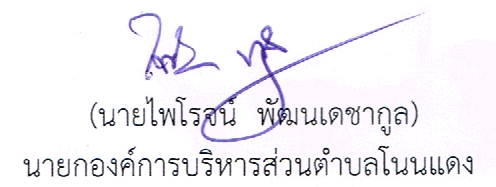 (นายไพโรจน์ พัฒนเดชากูล)
นายกองค์การบริหารส่วนตำบลโนนแดง